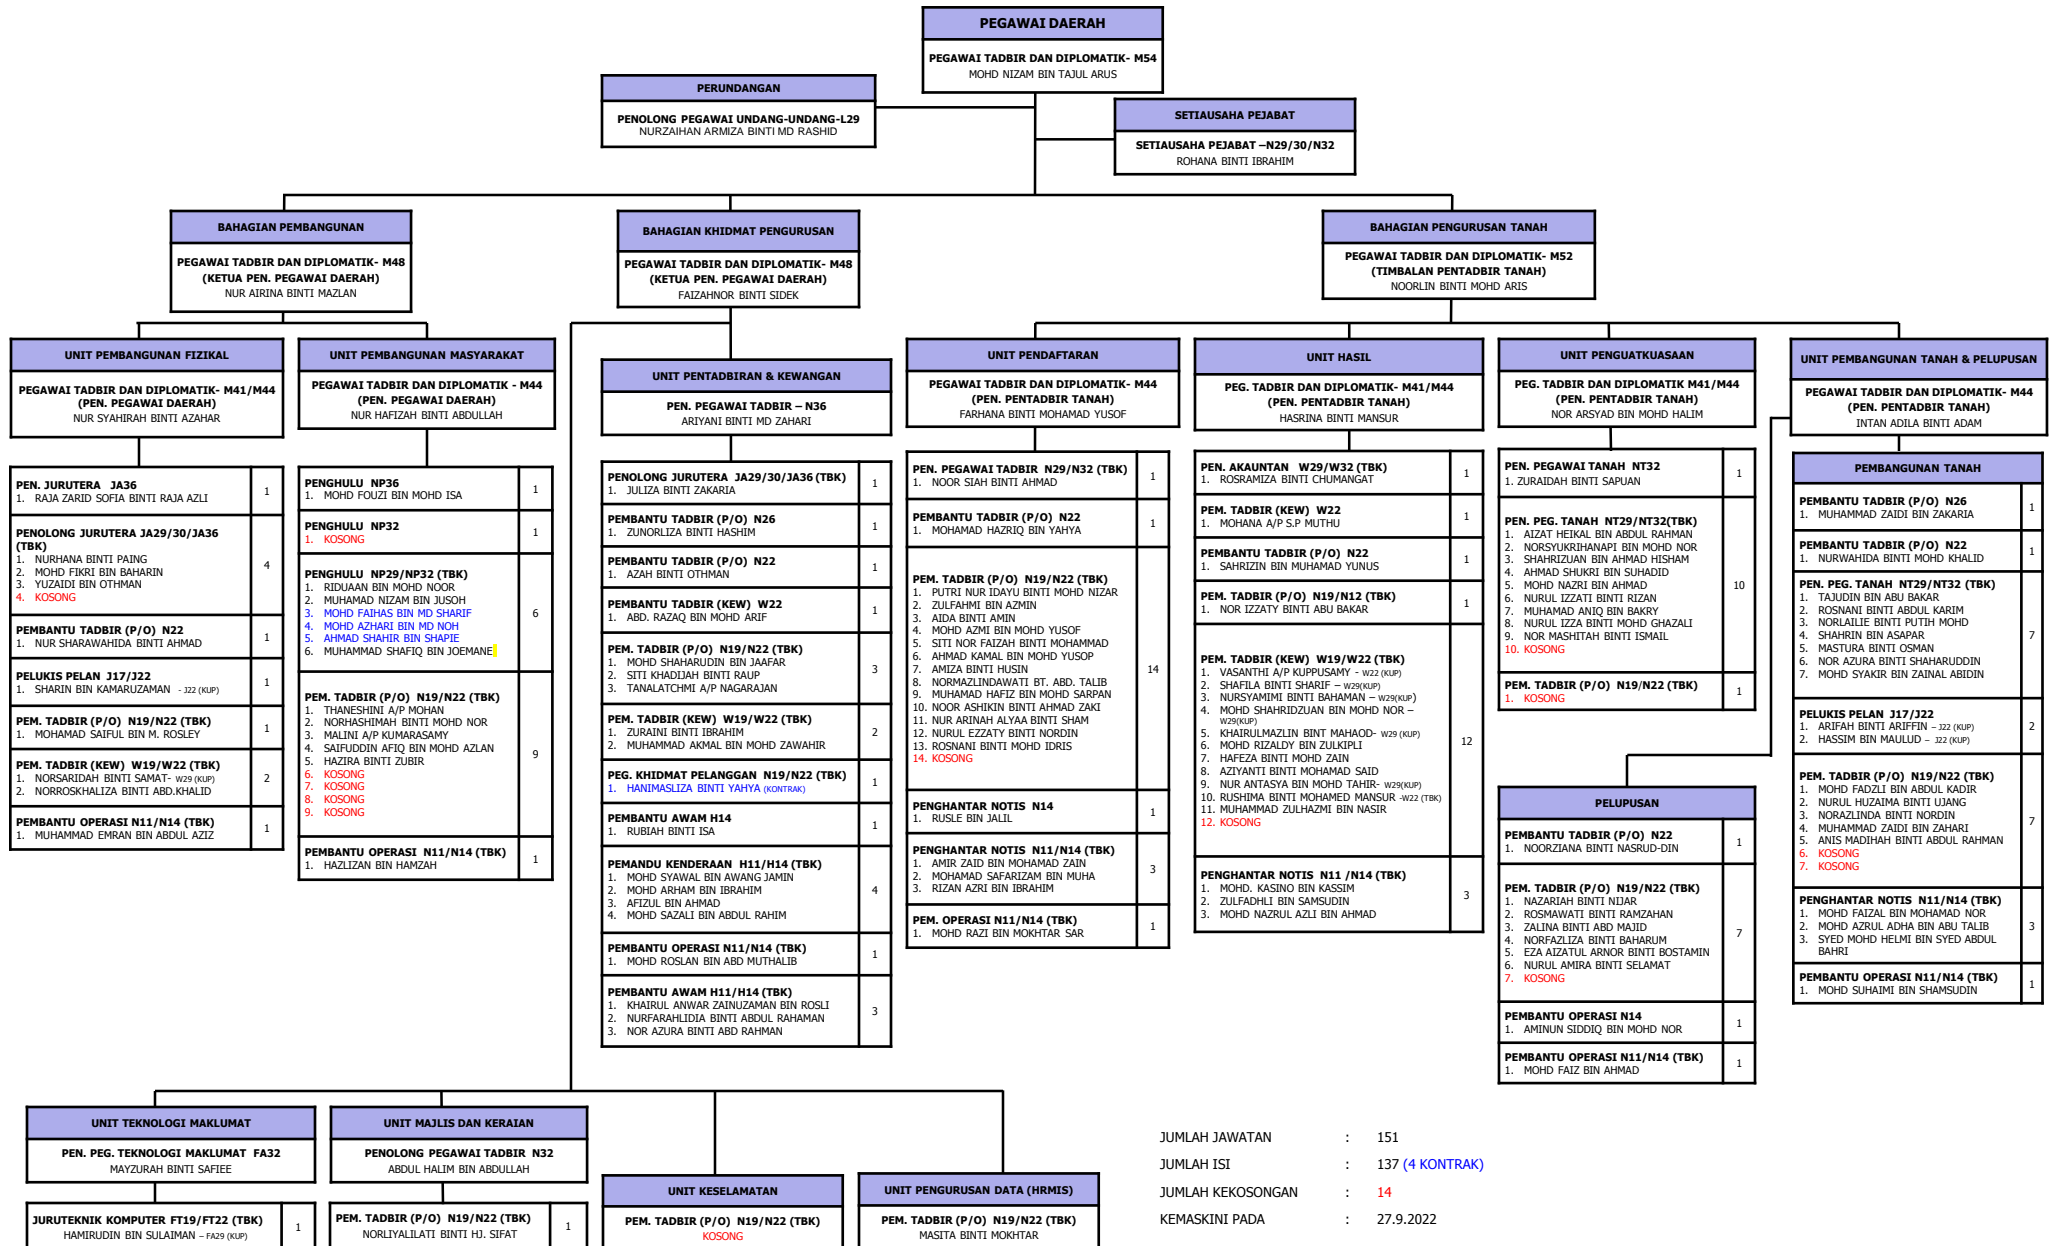 PEGAWAI DAERAH
PEGAWAI TADBIR DAN DIPLOMATIK- M54
MOHD NIZAM BIN TAJUL ARUS
PERUNDANGAN
PENOLONG PEGAWAI UNDANG-UNDANG-L29
NURZAIHAN ARMIZA BINTI MD RASHID
SETIAUSAHA PEJABAT
SETIAUSAHA PEJABAT –N29/30/N32
ROHANA BINTI IBRAHIM
BAHAGIAN PEMBANGUNAN
PEGAWAI TADBIR DAN DIPLOMATIK- M48
(KETUA PEN. PEGAWAI DAERAH)
NUR AIRINA BINTI MAZLAN
BAHAGIAN KHIDMAT PENGURUSAN
PEGAWAI TADBIR DAN DIPLOMATIK- M48
(KETUA PEN. PEGAWAI DAERAH)
FAIZAHNOR BINTI SIDEK
BAHAGIAN PENGURUSAN TANAH
PEGAWAI TADBIR DAN DIPLOMATIK- M52
(TIMBALAN PENTADBIR TANAH)
NOORLIN BINTI MOHD ARIS
UNIT PEMBANGUNAN FIZIKAL
PEGAWAI TADBIR DAN DIPLOMATIK- M41/M44
(PEN. PEGAWAI DAERAH)
NUR SYAHIRAH BINTI AZAHAR
PEN. JURUTERA JA36
1. RAJA ZARID SOFIA BINTI RAJA AZLI
1
PENOLONG JURUTERA JA29/30/JA36
(TBK)
1. NURHANA BINTI PAING
2. MOHD FIKRI BIN BAHARIN
3. YUZAIDI BIN OTHMAN
4. KOSONG
4
PEMBANTU TADBIR (P/O) N22
1. NUR SHARAWAHIDA BINTI AHMAD
1
PELUKIS PELAN J17/J22
1. SHARIN BIN KAMARUZAMAN - J22 (KUP)
1
PEM. TADBIR (P/O) N19/N22 (TBK)
1. MOHAMAD SAIFUL BIN M. ROSLEY
1
PEM. TADBIR (KEW) W19/W22 (TBK)
1. NORSARIDAH BINTI SAMAT- W29 (KUP)
2. NORROSKHALIZA BINTI ABD.KHALID
2
PEMBANTU OPERASI N11/N14 (TBK)
1. MUHAMMAD EMRAN BIN ABDUL AZIZ
1
UNIT PEMBANGUNAN MASYARAKAT
PEGAWAI TADBIR DAN DIPLOMATIK - M44
(PEN. PEGAWAI DAERAH)
NUR HAFIZAH BINTI ABDULLAH
PENGHULU NP36
1. MOHD FOUZI BIN MOHD ISA
1
PENGHULU NP32
1. KOSONG
1
PENGHULU NP29/NP32 (TBK)
1. RIDUAAN BIN MOHD NOOR
2. MUHAMAD NIZAM BIN JUSOH
3. MOHD FAIHAS BIN MD SHARIF
4. MOHD AZHARI BIN MD NOH
5. AHMAD SHAHIR BIN SHAPIE
6. MUHAMMAD SHAFIQ BIN JOEMANE
6
PEM. TADBIR (P/O) N19/N22 (TBK)
1. THANESHINI A/P MOHAN
2. NORHASHIMAH BINTI MOHD NOR
3. MALINI A/P KUMARASAMY
4. SAIFUDDIN AFIQ BIN MOHD AZLAN
5. HAZIRA BINTI ZUBIR
6. KOSONG
7. KOSONG
8. KOSONG
9. KOSONG
9
PEMBANTU OPERASI N11/N14 (TBK)
1. HAZLIZAN BIN HAMZAH
1
UNIT PENTADBIRAN & KEWANGAN
PEN. PEGAWAI TADBIR – N36
ARIYANI BINTI MD ZAHARI
PENOLONG JURUTERA JA29/30/JA36 (TBK)
1. JULIZA BINTI ZAKARIA
1
PEMBANTU TADBIR (P/O) N26
1. ZUNORLIZA BINTI HASHIM
1
PEMBANTU TADBIR (P/O) N22
1. AZAH BINTI OTHMAN
1
PEMBANTU TADBIR (KEW) W22
1. ABD. RAZAQ BIN MOHD ARIF
1
PEM. TADBIR (P/O) N19/N22 (TBK)
1. MOHD SHAHARUDIN BIN JAAFAR
2. SITI KHADIJAH BINTI RAUP
3. TANALATCHMI A/P NAGARAJAN
3
PEM. TADBIR (KEW) W19/W22 (TBK)
1. ZURAINI BINTI IBRAHIM
2. MUHAMMAD AKMAL BIN MOHD ZAWAHIR
2
PEG. KHIDMAT PELANGGAN N19/N22 (TBK)
1. HANIMASLIZA BINTI YAHYA (KONTRAK)
1
PEMBANTU AWAM H14
1. RUBIAH BINTI ISA
1
PEMANDU KENDERAAN H11/H14 (TBK)
1. MOHD SYAWAL BIN AWANG JAMIN
2. MOHD ARHAM BIN IBRAHIM
3. AFIZUL BIN AHMAD
4. MOHD SAZALI BIN ABDUL RAHIM
4
PEMBANTU OPERASI N11/N14 (TBK)
1. MOHD ROSLAN BIN ABD MUTHALIB
1
PEMBANTU AWAM H11/H14 (TBK)
1. KHAIRUL ANWAR ZAINUZAMAN BIN ROSLI
2. NURFARAHLIDIA BINTI ABDUL RAHAMAN
3. NOR AZURA BINTI ABD RAHMAN
3
UNIT PENDAFTARAN
PEGAWAI TADBIR DAN DIPLOMATIK- M44
(PEN. PENTADBIR TANAH)
FARHANA BINTI MOHAMAD YUSOF
PEN. PEGAWAI TADBIR N29/N32 (TBK)
1. NOOR SIAH BINTI AHMAD
1
PEMBANTU TADBIR (P/O) N22
1. MOHAMAD HAZRIQ BIN YAHYA
1
PEM. TADBIR (P/O) N19/N22 (TBK)
1. PUTRI NUR IDAYU BINTI MOHD NIZAR
2. ZULFAHMI BIN AZMIN
3. AIDA BINTI AMIN
4. MOHD AZMI BIN MOHD YUSOF
5. SITI NOR FAIZAH BINTI MOHAMMAD
6. AHMAD KAMAL BIN MOHD YUSOP
7. AMIZA BINTI HUSIN
8. NORMAZLINDAWATI BT. ABD. TALIB
9. MUHAMAD HAFIZ BIN MOHD SARPAN
10. NOOR ASHIKIN BINTI AHMAD ZAKI
11. NUR ARINAH ALYAA BINTI SHAM
12. NURUL EZZATY BINTI NORDIN
13. ROSNANI BINTI MOHD IDRIS
14. KOSONG
14
PENGHANTAR NOTIS N14
1. RUSLE BIN JALIL
1
PENGHANTAR NOTIS N11/N14 (TBK)
1. AMIR ZAID BIN MOHAMAD ZAIN
2. MOHAMAD SAFARIZAM BIN MUHA
3. RIZAN AZRI BIN IBRAHIM
3
PEM. OPERASI N11/N14 (TBK)
1. MOHD RAZI BIN MOKHTAR SAR
1
UNIT HASIL
PEG. TADBIR DAN DIPLOMATIK- M41/M44
(PEN. PENTADBIR TANAH)
HASRINA BINTI MANSUR
PEN. AKAUNTAN W29/W32 (TBK)
1. ROSRAMIZA BINTI CHUMANGAT
1
PEM. TADBIR (KEW) W22
1. MOHANA A/P S.P MUTHU
1
PEMBANTU TADBIR (P/O) N22
1. SAHRIZIN BIN MUHAMAD YUNUS
1
PEM. TADBIR (P/O) N19/N12 (TBK)
1. NOR IZZATY BINTI ABU BAKAR
1
PEM. TADBIR (KEW) W19/W22 (TBK)
1. VASANTHI A/P KUPPUSAMY - W22 (KUP)
2. SHAFILA BINTI SHARIF – W29(KUP)
3. NURSYAMIMI BINTI BAHAMAN – W29(KUP)
4. MOHD SHAHRIDZUAN BIN MOHD NOR –
W29(KUP)
5. KHAIRULMAZLIN BINT MAHAOD- W29 (KUP)
6. MOHD RIZALDY BIN ZULKIPLI
7. HAFEZA BINTI MOHD ZAIN
8. AZIYANTI BINTI MOHAMAD SAID
9. NUR ANTASYA BIN MOHD TAHIR- W29(KUP)
10. RUSHIMA BINTI MOHAMED MANSUR -W22 (TBK)
11. MUHAMMAD ZULHAZMI BIN NASIR
12. KOSONG
12
PENGHANTAR NOTIS N11 /N14 (TBK)
1. MOHD. KASINO BIN KASSIM
2. ZULFADHLI BIN SAMSUDIN
3. MOHD NAZRUL AZLI BIN AHMAD
3
UNIT PENGUATKUASAAN
PEG. TADBIR DAN DIPLOMATIK M41/M44
(PEN. PENTADBIR TANAH)
NOR ARSYAD BIN MOHD HALIM
PEN. PEGAWAI TANAH NT32
1. ZURAIDAH BINTI SAPUAN
1
PEN. PEG. TANAH NT29/NT32(TBK)
1. AIZAT HEIKAL BIN ABDUL RAHMAN
2. NORSYUKRIHANAPI BIN MOHD NOR
3. SHAHRIZUAN BIN AHMAD HISHAM
4. AHMAD SHUKRI BIN SUHADID
5. MOHD NAZRI BIN AHMAD
6. NURUL IZZATI BINTI RIZAN
7. MUHAMAD ANIQ BIN BAKRY
8. NURUL IZZA BINTI MOHD GHAZALI
9. NOR MASHITAH BINTI ISMAIL
10. KOSONG
10
PEM. TADBIR (P/O) N19/N22 (TBK)
1. KOSONG
1
UNIT PEMBANGUNAN TANAH & PELUPUSAN
PEGAWAI TADBIR DAN DIPLOMATIK- M44
(PEN. PENTADBIR TANAH)
INTAN ADILA BINTI ADAM
PEMBANGUNAN TANAH
PEMBANTU TADBIR (P/O) N26
1. MUHAMMAD ZAIDI BIN ZAKARIA
1
PEMBANTU TADBIR (P/O) N22
1. NURWAHIDA BINTI MOHD KHALID
1
PEN. PEG. TANAH NT29/NT32 (TBK)
1. TAJUDIN BIN ABU BAKAR
2. ROSNANI BINTI ABDUL KARIM
3. NORLAILIE BINTI PUTIH MOHD
4. SHAHRIN BIN ASAPAR
5. MASTURA BINTI OSMAN
6. NOR AZURA BINTI SHAHARUDDIN
7. MOHD SYAKIR BIN ZAINAL ABIDIN
7
PELUKIS PELAN J17/J22
1. ARIFAH BINTI ARIFFIN – J22 (KUP)
2. HASSIM BIN MAULUD – J22 (KUP)
2
PEM. TADBIR (P/O) N19/N22 (TBK)
1. MOHD FADZLI BIN ABDUL KADIR
2. NURUL HUZAIMA BINTI UJANG
3. NORAZLINDA BINTI NORDIN
4. MUHAMMAD ZAIDI BIN ZAHARI
5. ANIS MADIHAH BINTI ABDUL RAHMAN
6. KOSONG
7. KOSONG
7
PENGHANTAR NOTIS N11/N14 (TBK)
1. MOHD FAIZAL BIN MOHAMAD NOR
2. MOHD AZRUL ADHA BIN ABU TALIB
3. SYED MOHD HELMI BIN SYED ABDUL
BAHRI
3
PEMBANTU OPERASI N11/N14 (TBK)
1. MOHD SUHAIMI BIN SHAMSUDIN
1
PELUPUSAN
PEMBANTU TADBIR (P/O) N22
1. NOORZIANA BINTI NASRUD-DIN
1
PEM. TADBIR (P/O) N19/N22 (TBK)
1. NAZARIAH BINTI NIJAR
2. ROSMAWATI BINTI RAMZAHAN
3. ZALINA BINTI ABD MAJID
4. NORFAZLIZA BINTI BAHARUM
5. EZA AIZATUL ARNOR BINTI BOSTAMIN
6. NURUL AMIRA BINTI SELAMAT
7. KOSONG
7
PEMBANTU OPERASI N14
1. AMINUN SIDDIQ BIN MOHD NOR
1
PEMBANTU OPERASI N11/N14 (TBK)
1. MOHD FAIZ BIN AHMAD
1
UNIT TEKNOLOGI MAKLUMAT
PEN. PEG. TEKNOLOGI MAKLUMAT FA32
MAYZURAH BINTI SAFIEE
JURUTEKNIK KOMPUTER FT19/FT22 (TBK)
HAMIRUDIN BIN SULAIMAN – FA29 (KUP)
1
UNIT MAJLIS DAN KERAIAN
PENOLONG PEGAWAI TADBIR N32
ABDUL HALIM BIN ABDULLAH
PEM. TADBIR (P/O) N19/N22 (TBK)
NORLIYALILATI BINTI HJ. SIFAT
1
UNIT KESELAMATAN
PEM. TADBIR (P/O) N19/N22 (TBK)
KOSONG
UNIT PENGURUSAN DATA (HRMIS)
PEM. TADBIR (P/O) N19/N22 (TBK)
MASITA BINTI MOKHTAR
JUMLAH JAWATAN : 151
JUMLAH ISI : 137 (4 KONTRAK)
JUMLAH KEKOSONGAN : 14
KEMASKINI PADA : 27.9.2022